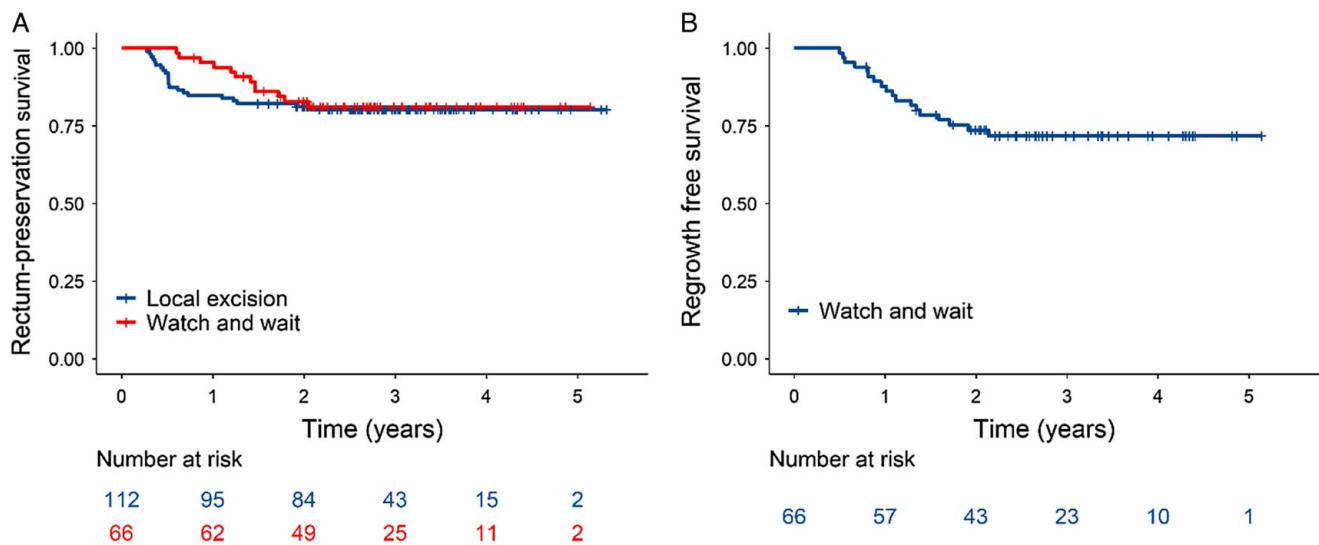 A
Rectum-preservation survival
1.00
0.75
0.50
0.25
0.00
Local excision
Watch and wait
0 1 2 3 4 5
Time (years)
Number at risk
112 95 84 43 15 2
66 62 49 25 11 2
B
Regrowth free survival
1.00
0.75
0.50
0.25
0.00
Watch and wait
0 1 2 3 4 5
Time (years)
Number at risk
66 57 43 23 10 1